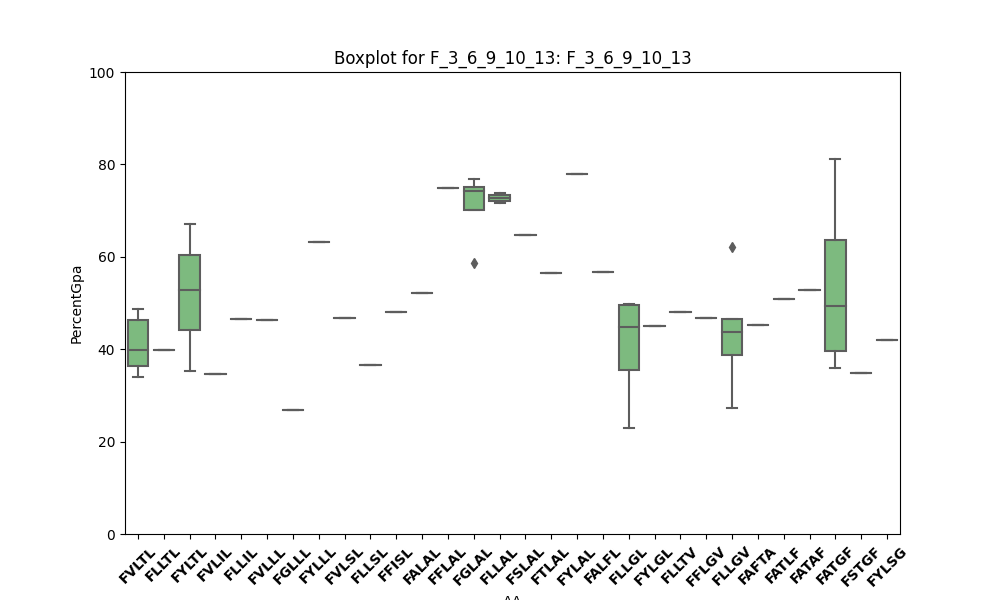 Boxplot for F_3_6_9_10_13: F_3_6_9_10_13
100
80
60
40
20
0
PercentGpa
FVLTL
FLLTL
FYLTL
FVLIL
FLLIL
FVLLL
FGLLL
FYLLL
FVLSL
FLLSL
FFISL
FALAL
FFLAL
FGLAL
FLLAL
FSLAL
FTLAL
FYLAL
FALFL
FLLGL
FYLGL
FLLTV
FFLGV
FLLGV
FAFTA
FATLF
FATAF
FATGF
FSTGF
FYLSG
AA